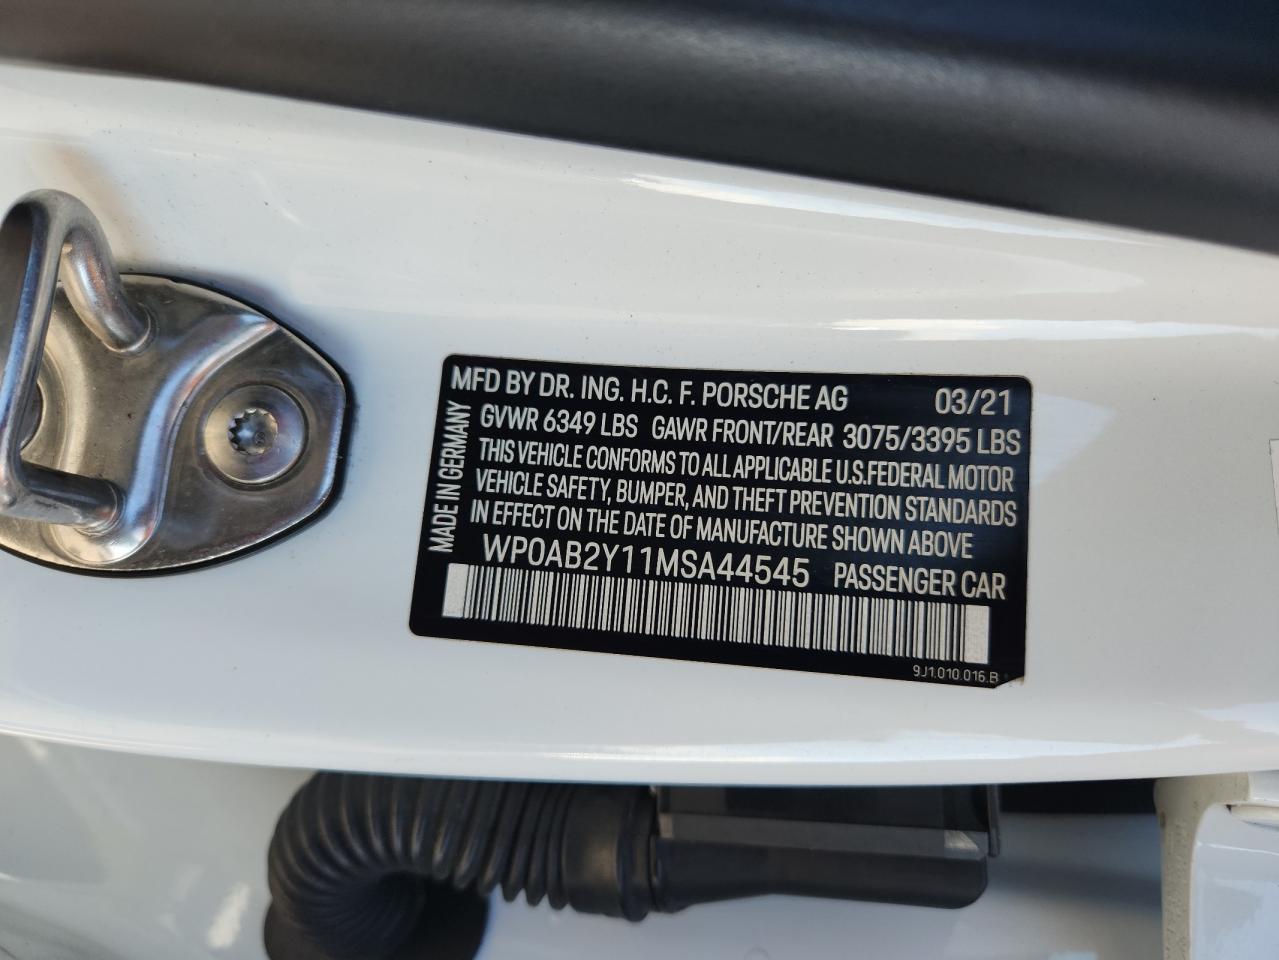 MFD BY DR. ING. H.C. F. PORSCHE AG 03/21
GVWR 6349 LBS GAWR FRONT/REAR 3075/3395 LBS
THIS VEHICLE CONFORMS TO ALL APPLICABLE U.S.FEDERAL MOTOR
VEHICLE SAFETY, BUMPER, AND THEFT PREVENTION STANDARDS
IN EFFECT ON THE DATE OF MANUFACTURE SHOWN ABOVE
WP0AB2Y11MSA44545 PASSENGER CAR
MADE IN GERMANY
9J1.010.016.B